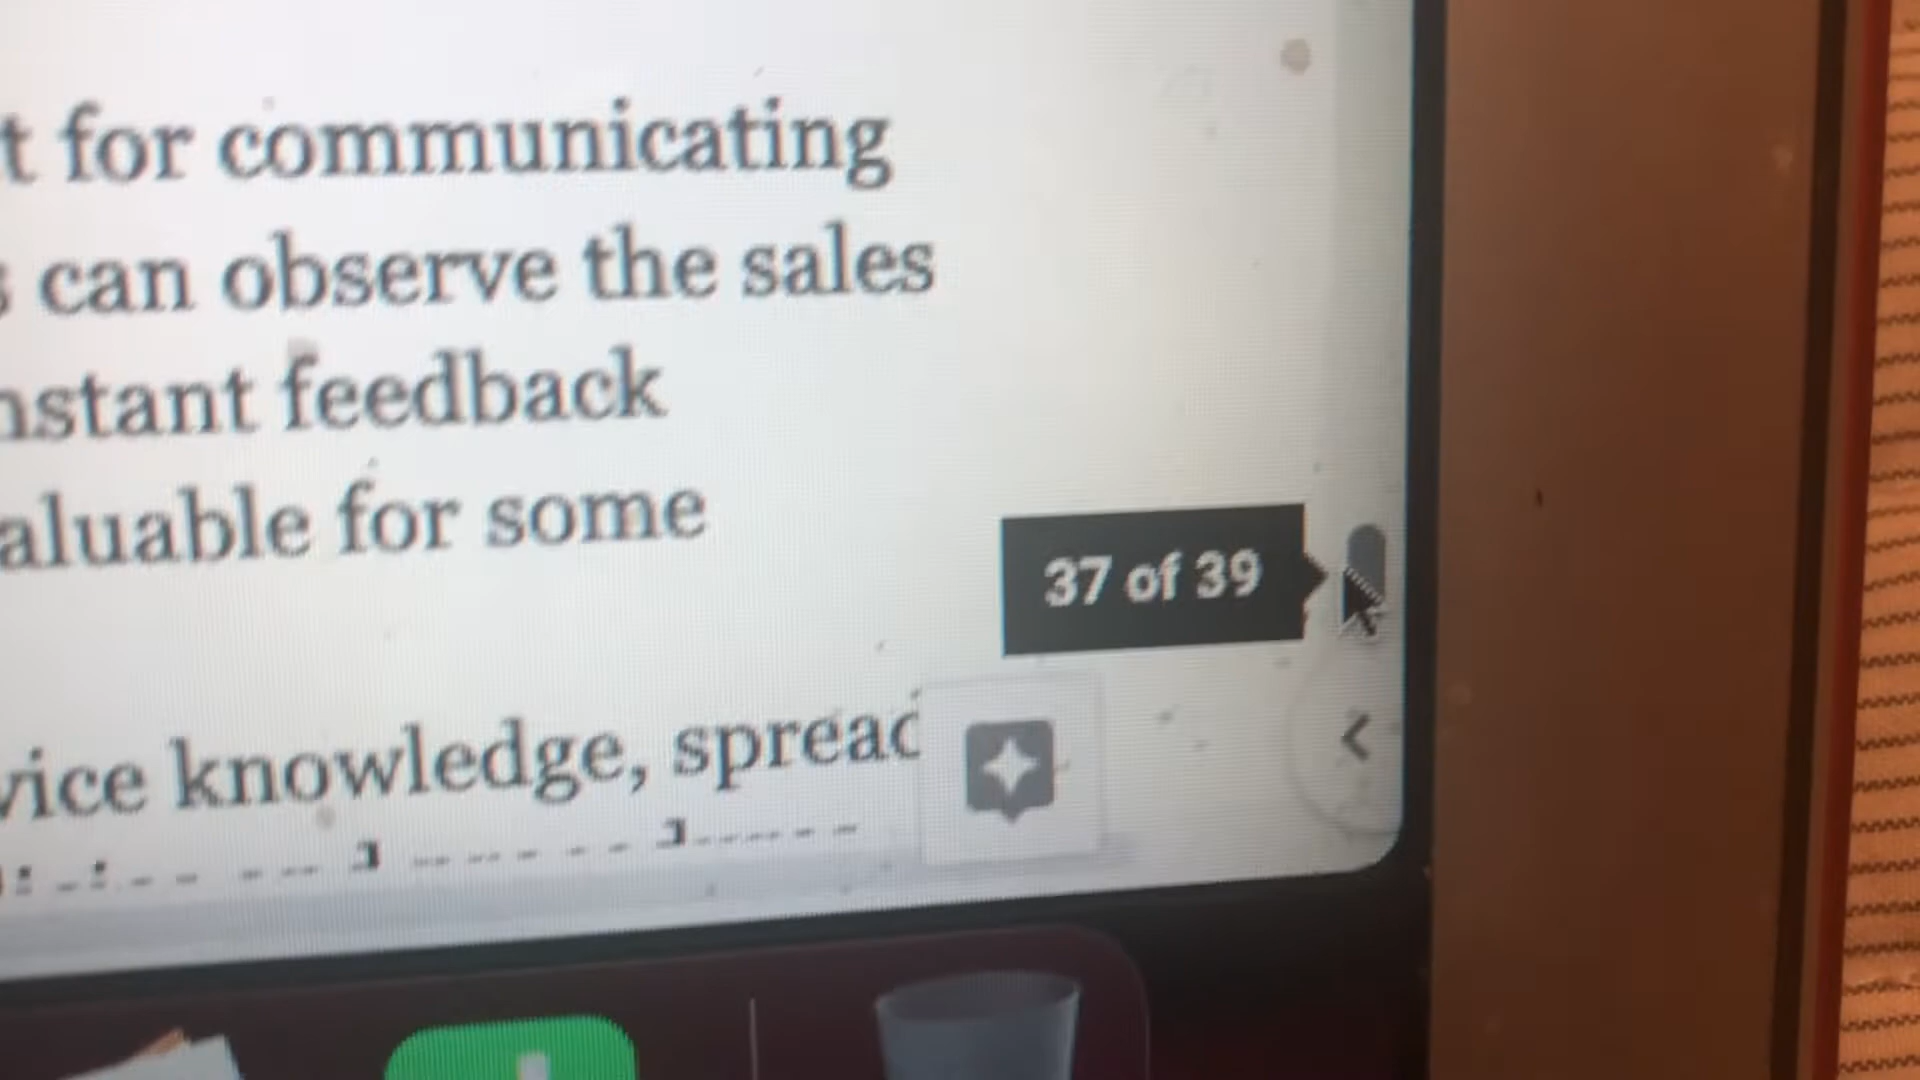 t for communicating
s can observe the sales
nstant feedback
aluable for some
37 of 39
vice knowledge, spread